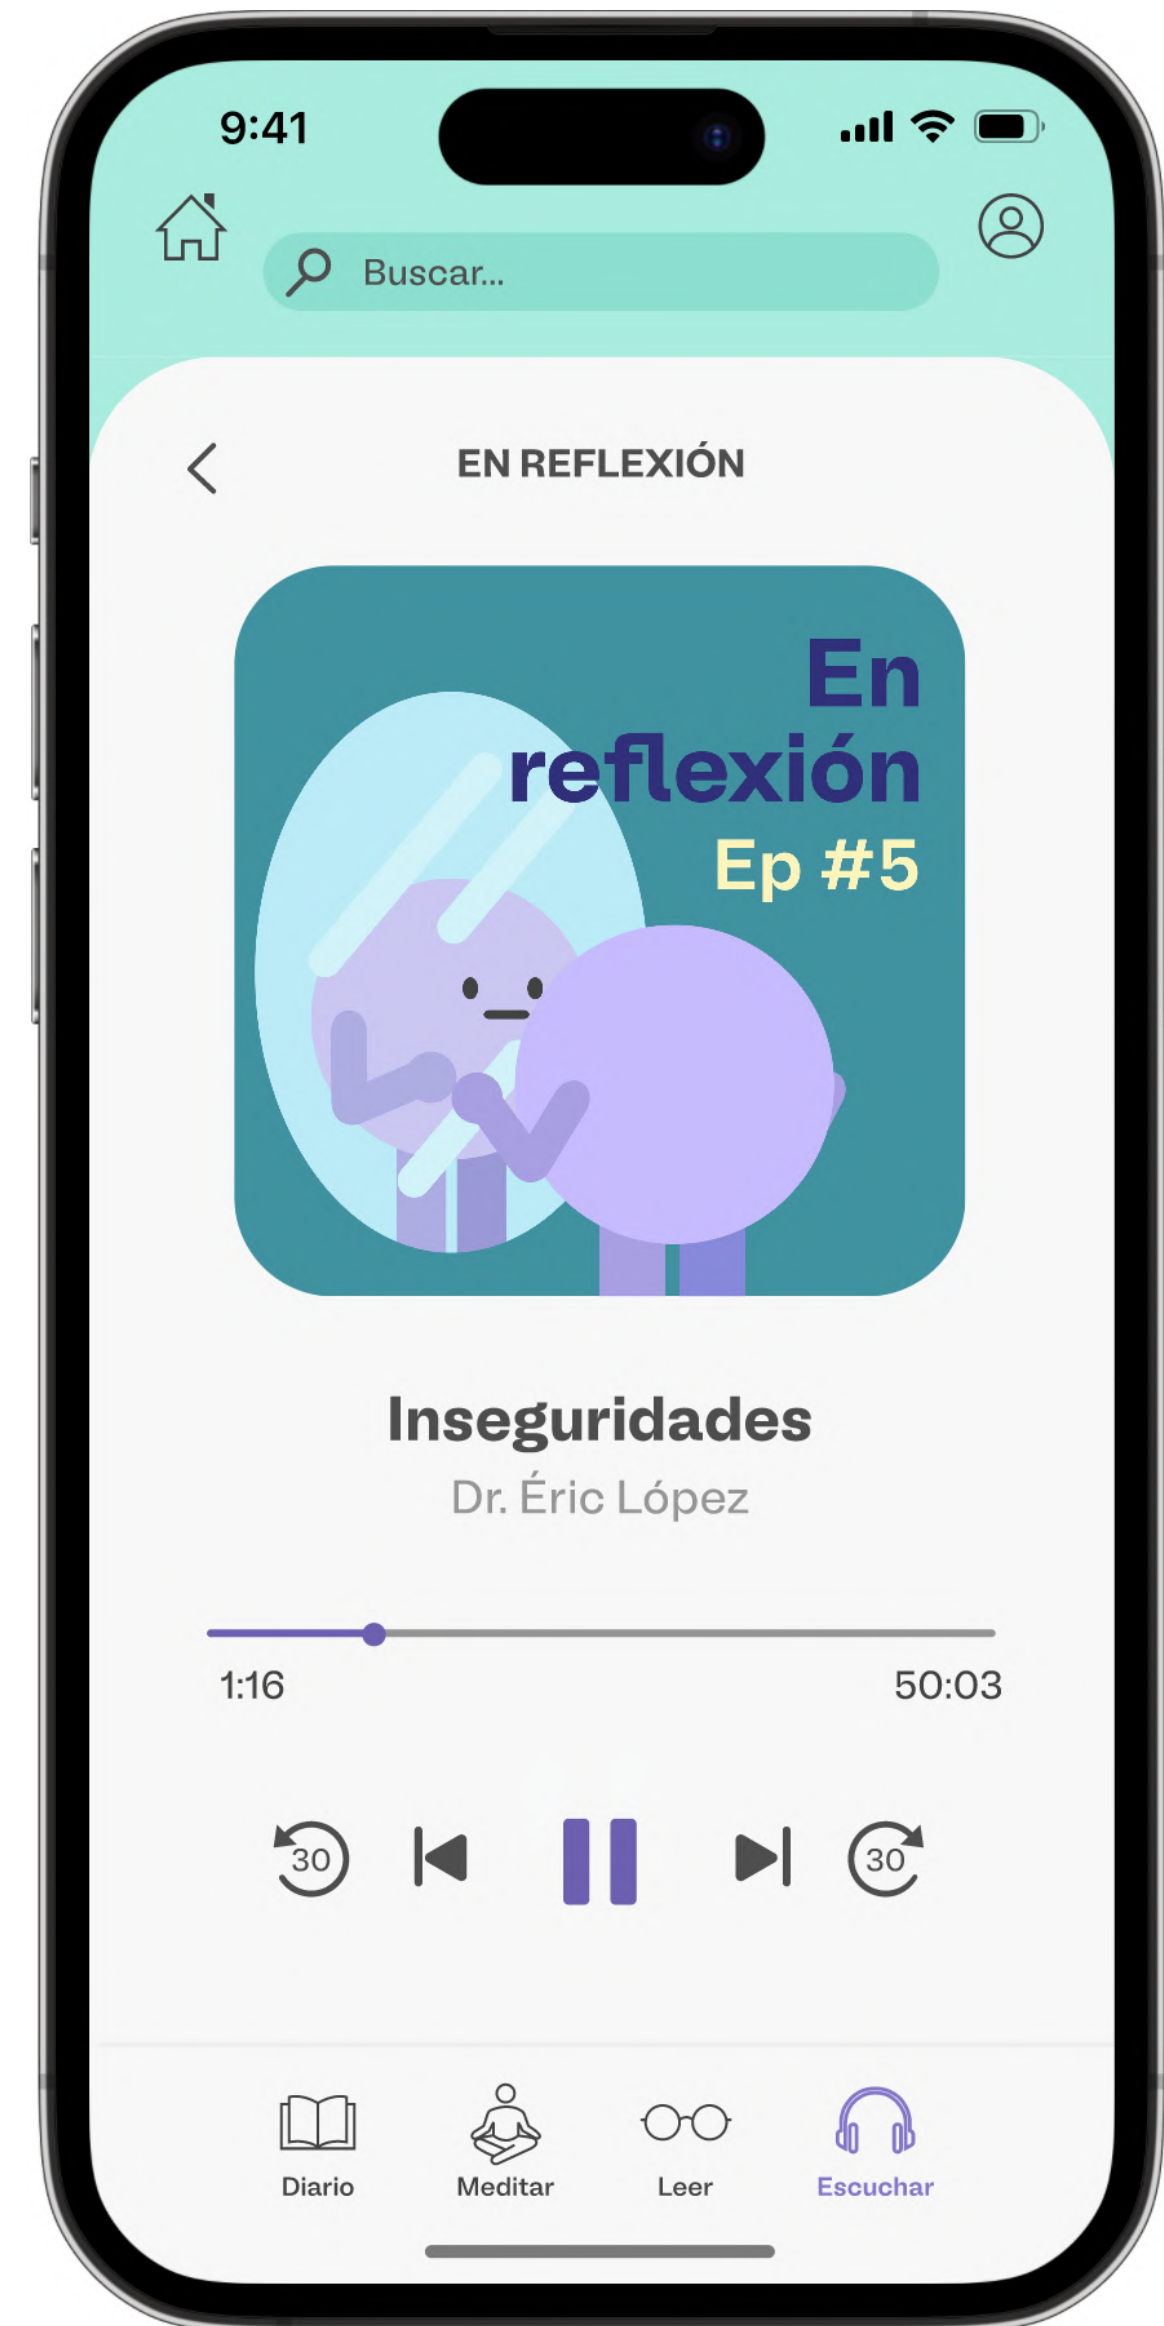 9:41
Buscar...
EN REFLEXIÓN
En
reflexión
Ep #5
Inseguridades
Dr. Éric López
1:16 50:03
30 30
Diario Meditar Leer Escuchar